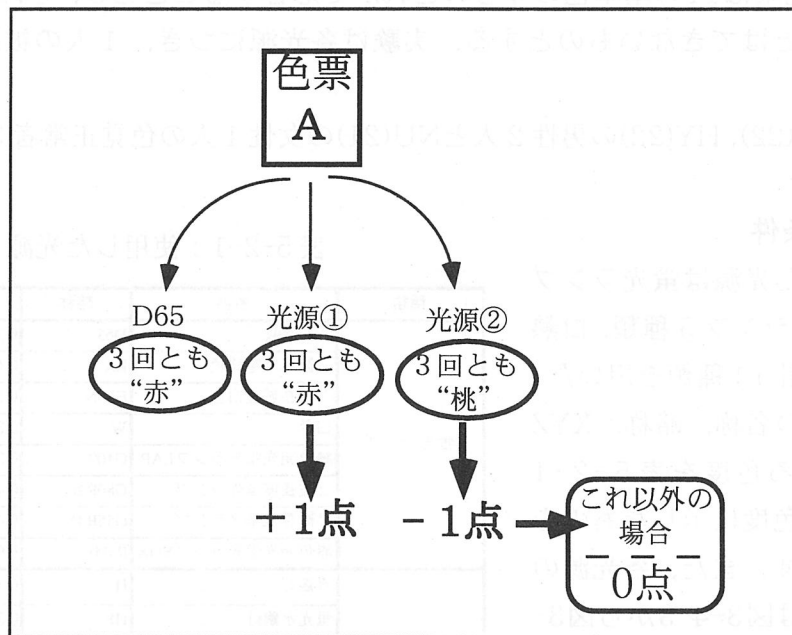 色票
A
D65
3回とも
“赤”
光源①
3回とも
“赤”
光源②
3回とも
“桃”
+1点
-1点
これ以外の
場合
0点